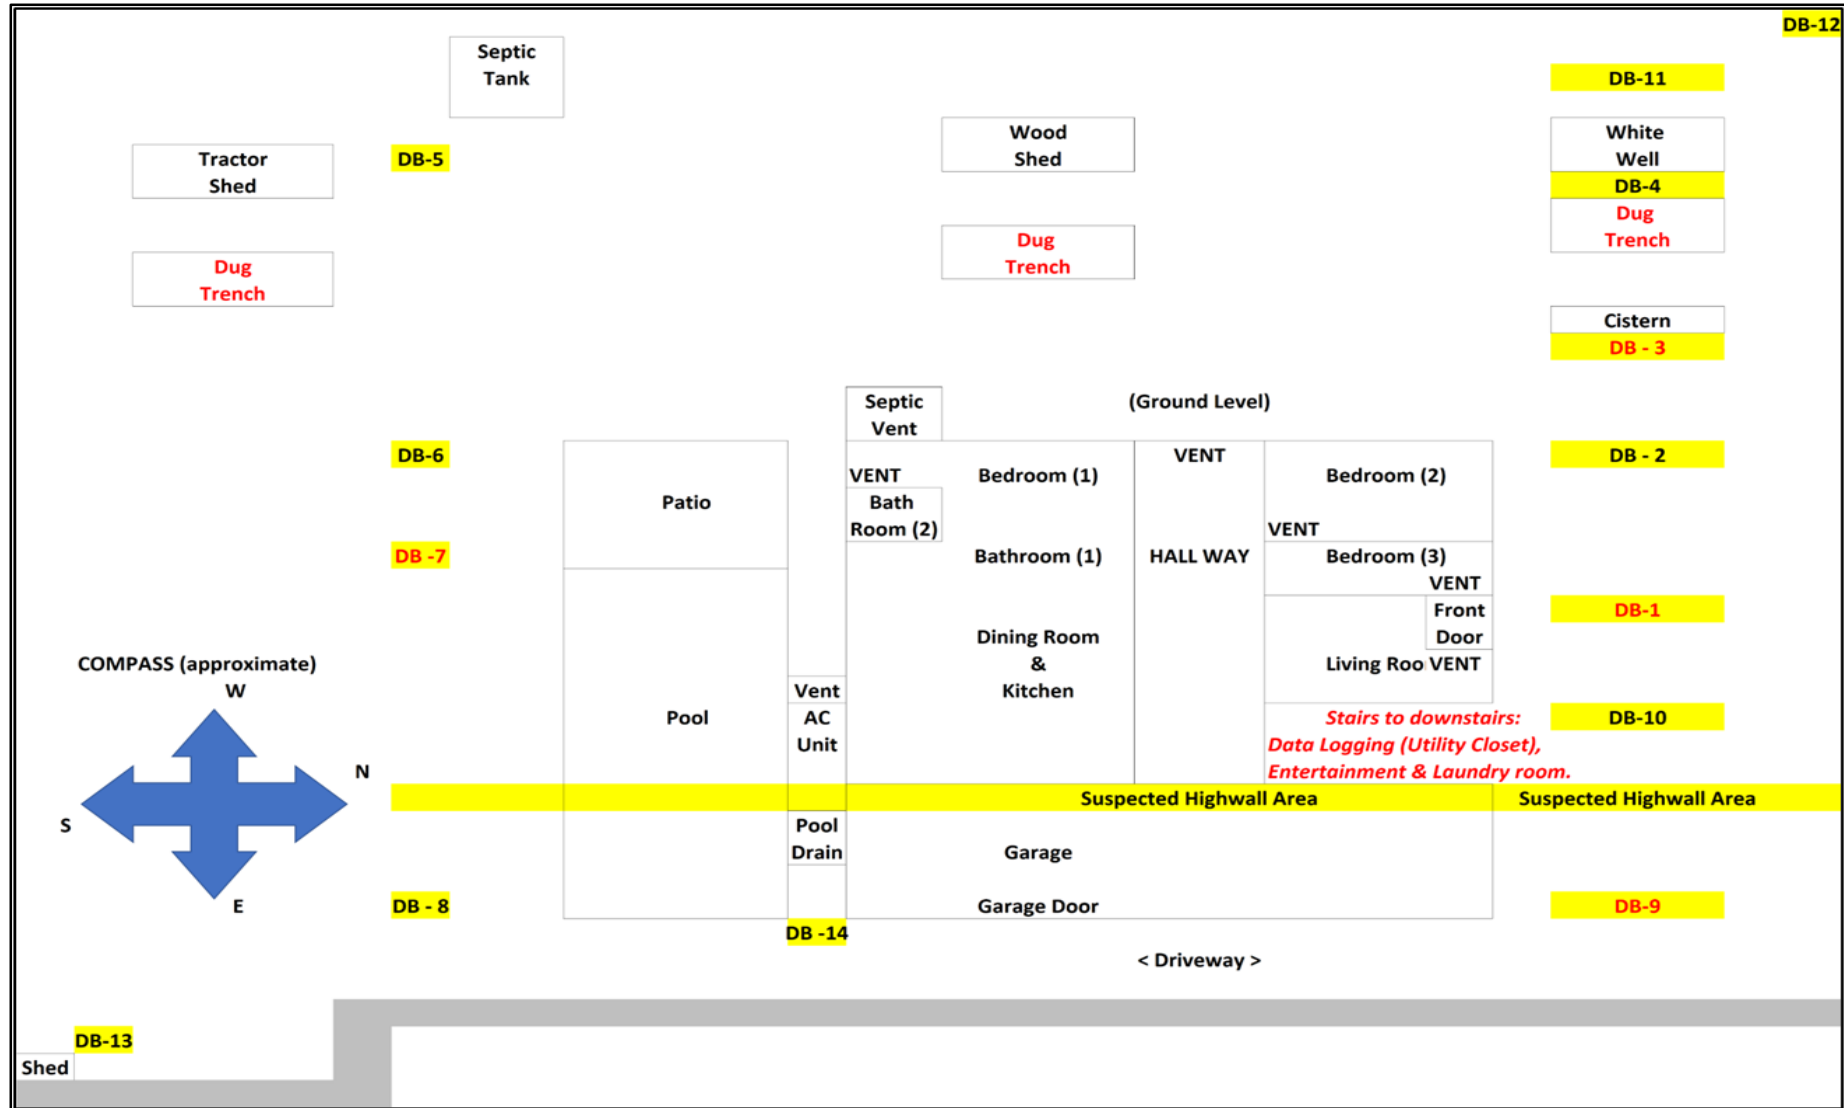 DB-12
Septic
Tank
DB-11
Wood
Shed
White
Well
Tractor
Shed
DB-5
DB-4
Dug
Trench
Dug
Trench
Dug
Trench
Cistern
DB - 3
Septic
Vent
(Ground Level)
DB-6
VENT
DB - 2
VENT
Bedroom (1)
Bedroom (2)
Patio
Bath
Room (2)
VENT
DB -7
Bathroom (1)
HALL WAY
Bedroom (3)
VENT
Front
Door
DB-1
Dining Room
&
Kitchen
Living Roo
VENT
COMPASS (approximate)
W
N
S
E
Vent
AC
Unit
Pool
Stairs to downstairs:
Data Logging (Utility Closet),
Entertainment & Laundry room.
DB-10
Suspected Highwall Area
Suspected Highwall Area
Pool
Drain
Garage
DB - 8
Garage Door
DB-9
DB -14
< Driveway >
DB-13
Shed